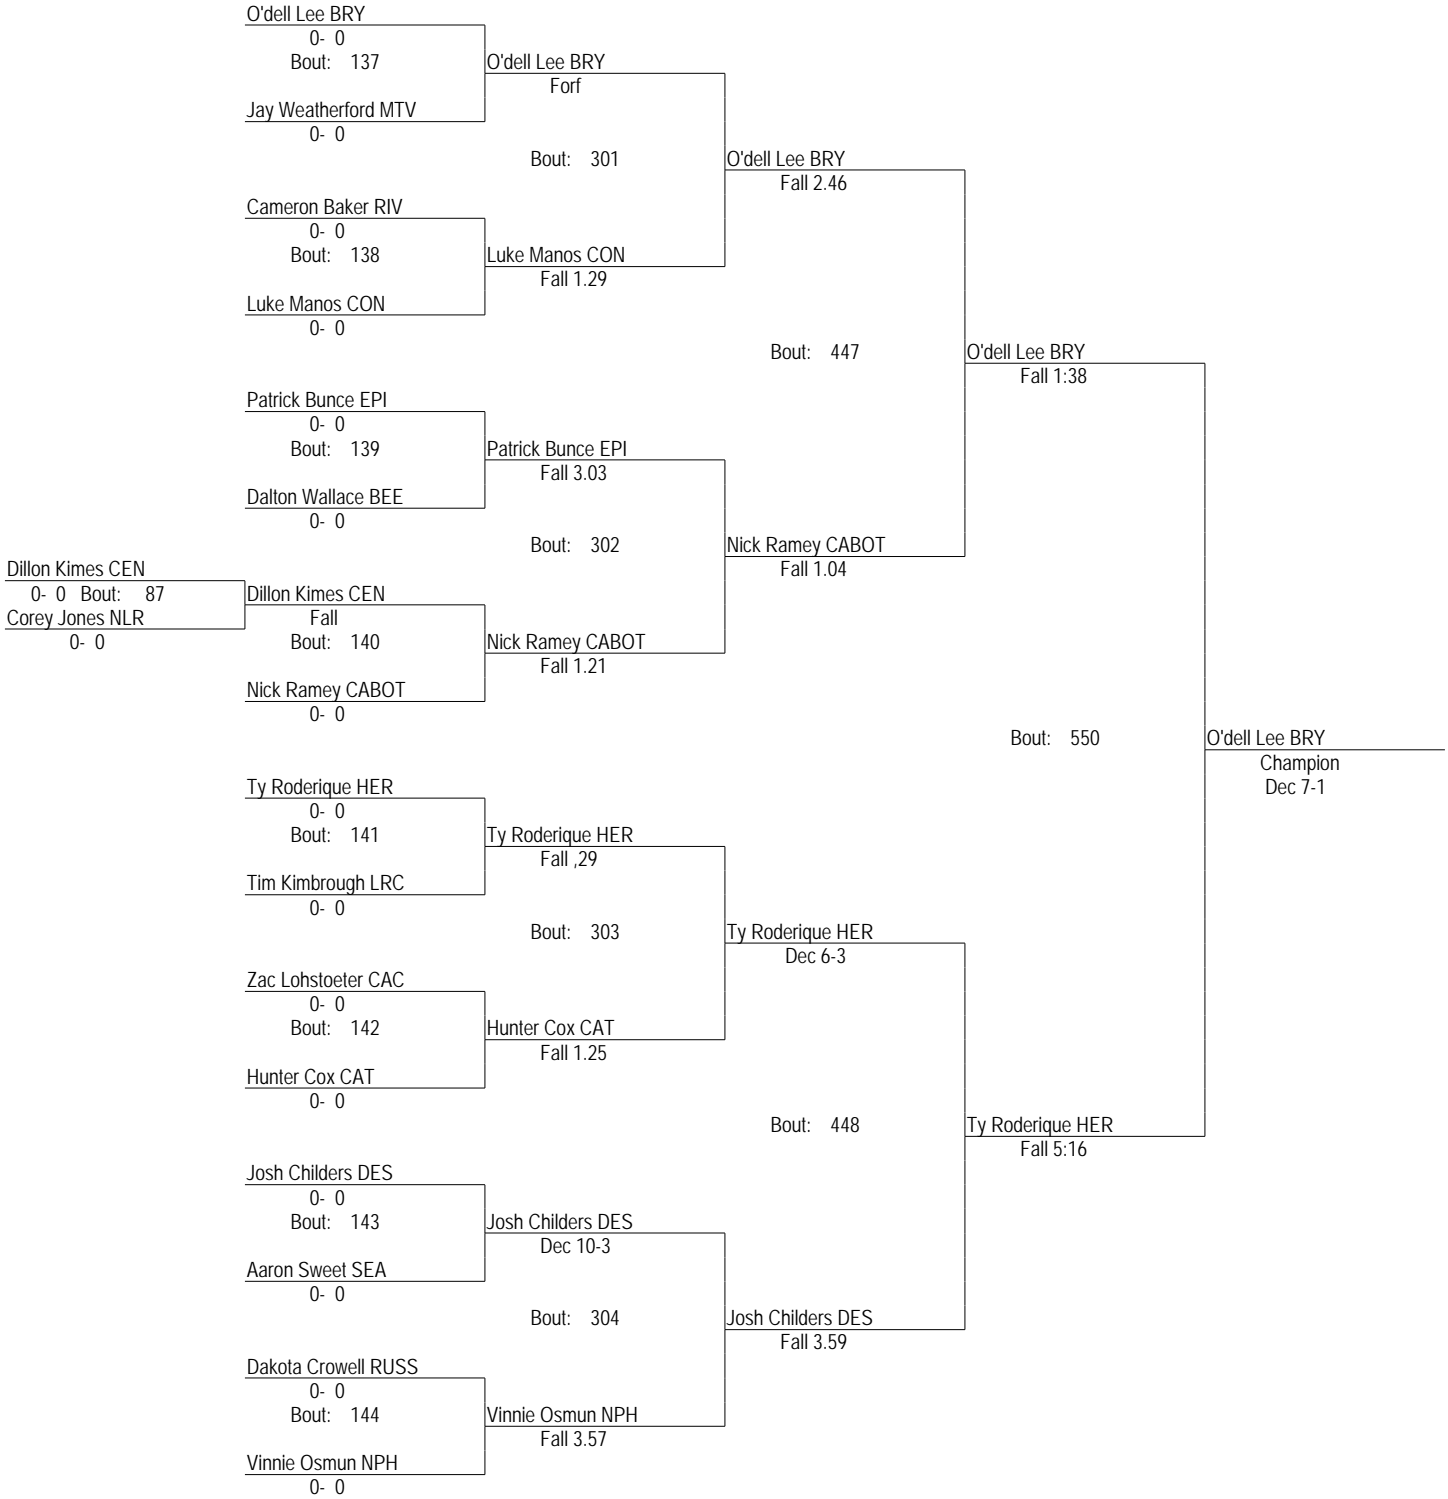 O'dell Lee BRY
0- 0
Bout: 137
O'dell Lee BRY
Forf
Jay Weatherford MTV
0- 0
Bout: 301
O'dell Lee BRY
Fall 2.46
Cameron Baker RIV
0- 0
Bout: 138
Luke Manos CON
Fall 1.29
Luke Manos CON
0- 0
Bout: 447
O'dell Lee BRY
Fall 1:38
Patrick Bunce EPI
0- 0
Bout: 139
Patrick Bunce EPI
Fall 3.03
Dalton Wallace BEE
0- 0
Bout: 302
Nick Ramey CABOT
Fall 1.04
Dillon Kimes CEN
0- 0 Bout: 87
Corey Jones NLR
0- 0
Dillon Kimes CEN
Fall
Bout: 140
Nick Ramey CABOT
Fall 1.21
Nick Ramey CABOT
0- 0
Bout: 550
O'dell Lee BRY
Champion
Dec 7-1
Ty Roderique HER
0- 0
Bout: 141
Ty Roderique HER
Fall ,29
Tim Kimbrough LRC
0- 0
Bout: 303
Ty Roderique HER
Dec 6-3
Zac Lohstoeter CAC
0- 0
Bout: 142
Hunter Cox CAT
Fall 1.25
Hunter Cox CAT
0- 0
Bout: 448
Ty Roderique HER
Fall 5:16
Josh Childers DES
0- 0
Bout: 143
Josh Childers DES
Dec 10-3
Aaron Sweet SEA
0- 0
Bout: 304
Josh Childers DES
Fall 3.59
Dakota Crowell RUSS
0- 0
Bout: 144
Vinnie Osmun NPH
Fall 3.57
Vinnie Osmun NPH
0- 0